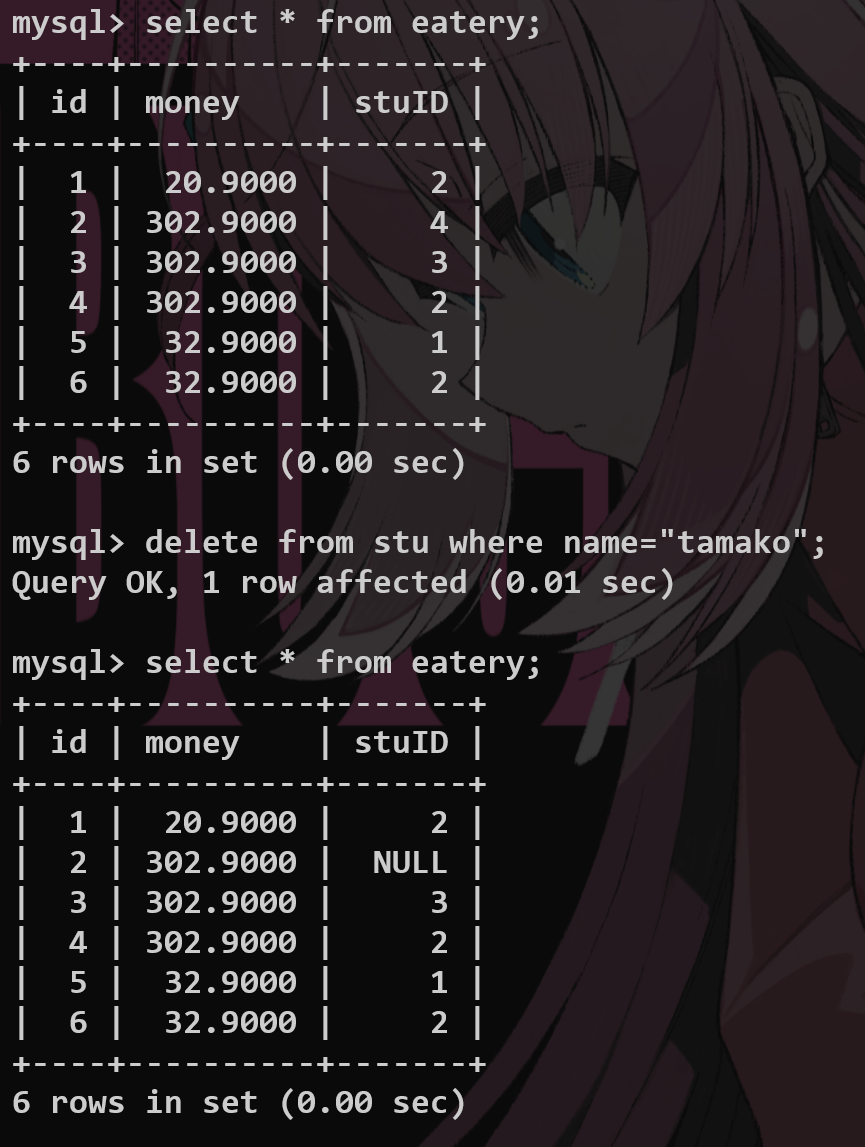 mysql> select * from eatery;
+----+----------+-------+
| id | money    | stuID |
+----+----------+-------+
|  1 |  20.9000 |     2 |
|  2 | 302.9000 |     4 |
|  3 | 302.9000 |     3 |
|  4 | 302.9000 |     2 |
|  5 |  32.9000 |     1 |
|  6 |  32.9000 |     2 |
+----+----------+-------+
6 rows in set (0.00 sec)
mysql> delete from stu where name="tamako";
Query OK, 1 row affected (0.01 sec)
mysql> select * from eatery;
+----+----------+-------+
| id | money    | stuID |
+----+----------+-------+
|  1 |  20.9000 |     2 |
|  2 | 302.9000 |  NULL |
|  3 | 302.9000 |     3 |
|  4 | 302.9000 |     2 |
|  5 |  32.9000 |     1 |
|  6 |  32.9000 |     2 |
+----+----------+-------+
6 rows in set (0.00 sec)